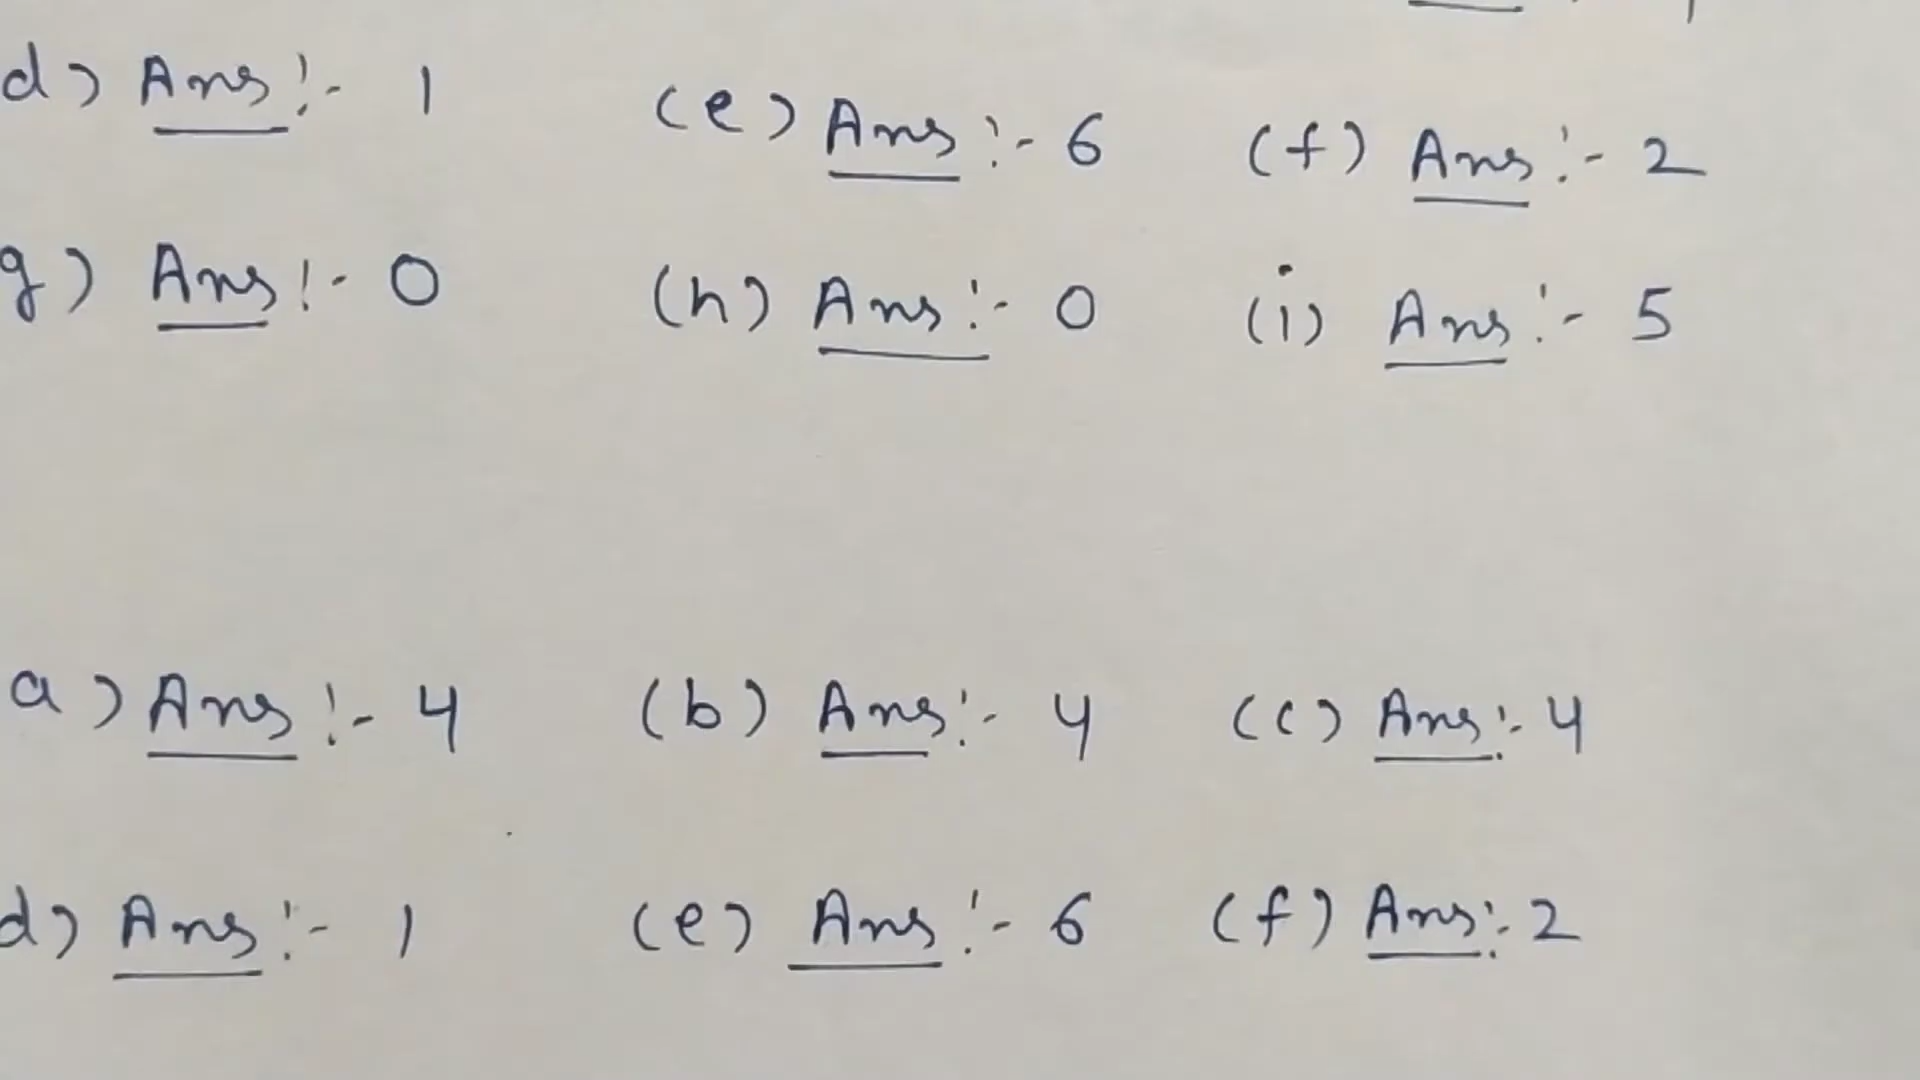 d) Ans :- 1 (e) Ans :- 6 (f) Ans :- 2
g) Ans :- 0 (h) Ans :- 0 (i) Ans :- 5
a) Ans :- 4 (b) Ans :- 4 (c) Ans :- 4
d) Ans :- 1 (e) Ans :- 6 (f) Ans :- 2